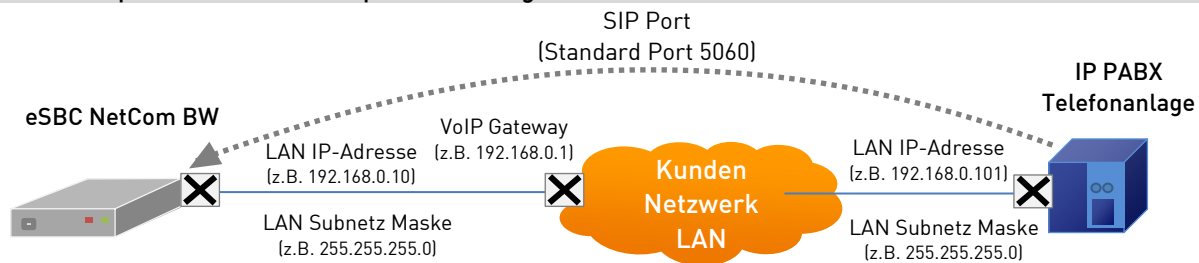 SIP Port
(Standard Port 5060)
IP PABX
Telefonanlage
eSBC NetCom BW
VoIP Gateway
(z.B. 192.168.0.1)
LAN IP-Adresse
(z.B. 192.168.0.10)
LAN Subnetz Maske
(z.B. 255.255.255.0)
Kunden
Netzwerk
LAN
LAN IP-Adresse
(z.B. 192.168.0.101)
LAN Subnetz Maske
(z.B. 255.255.255.0)